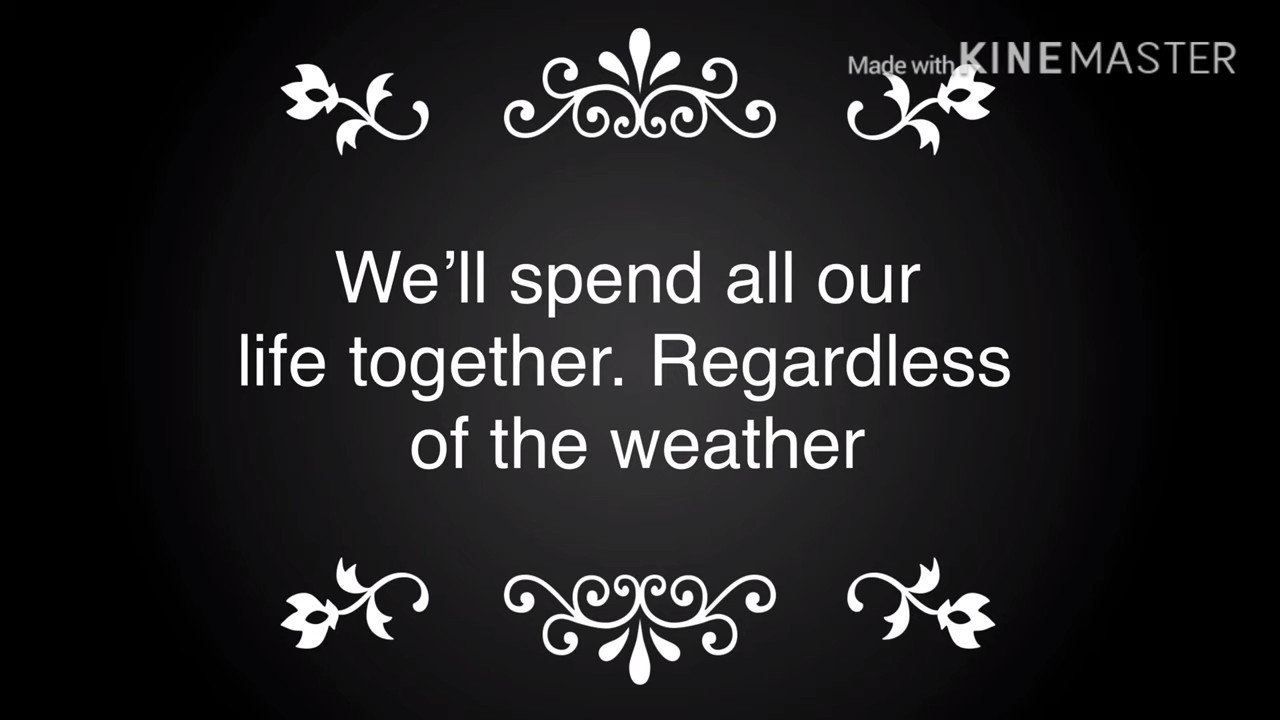 Made with KINEMASTER
We’ll spend all our
life together. Regardless
of the weather